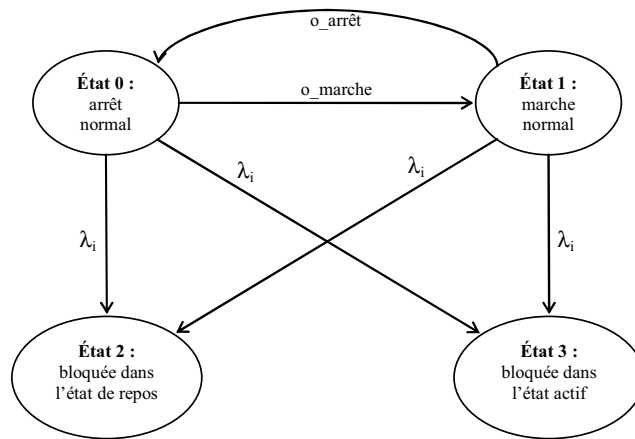 o_arrêt
État 0 :
arrêt
normal
o_marche
État 1 :
marche
normal
λi
λi
λi
λi
État 2 :
bloquée dans
l'état de repos
État 3 :
bloquée dans
l'état actif